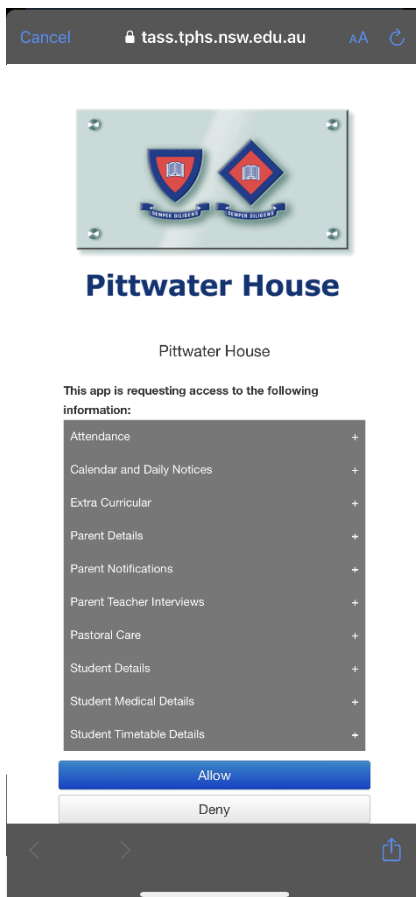 Cancel
tass.tphs.nsw.edu.au
AA
SEMPER DILIGENS
SEMPER DILIGENS
Pittwater House
Pittwater House
This app is requesting access to the following
information:
Attendance +
Calendar and Daily Notices +
Extra Curricular +
Parent Details +
Parent Notifications +
Parent Teacher Interviews +
Pastoral Care +
Student Details +
Student Medical Details +
Student Timetable Details +
Allow
Deny